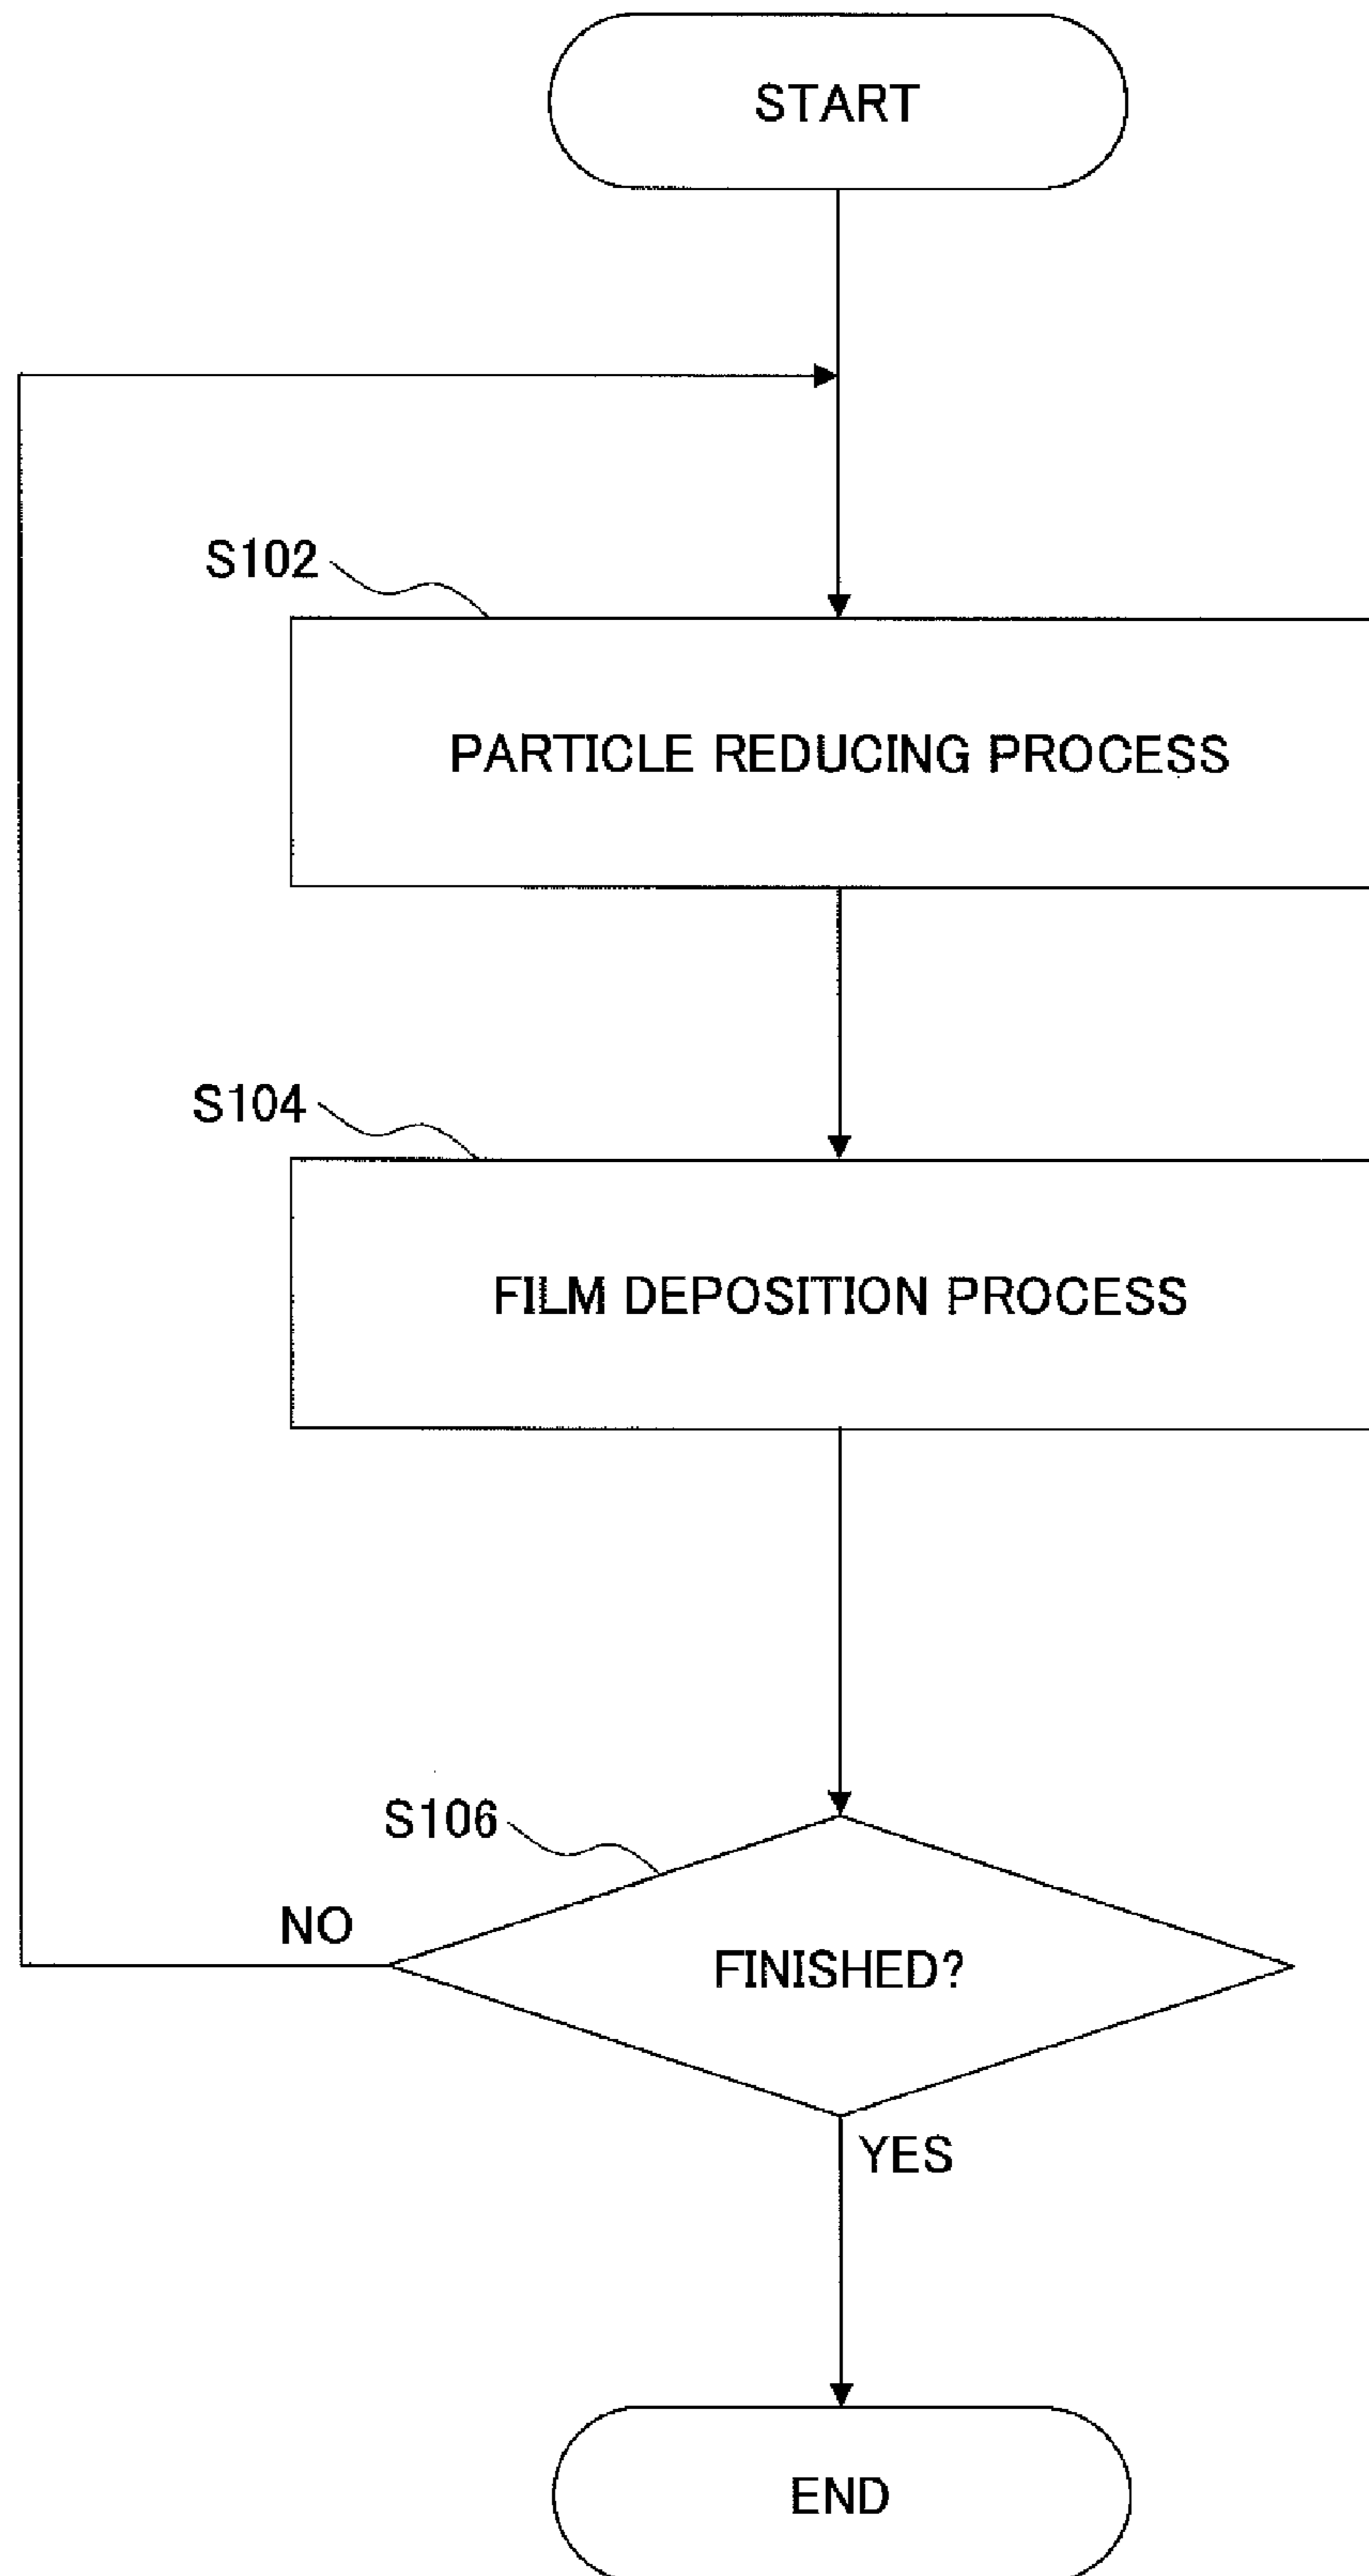 START
S102
PARTICLE REDUCING PROCESS
S104
FILM DEPOSITION PROCESS
S106
NO
FINISHED?
YES
END